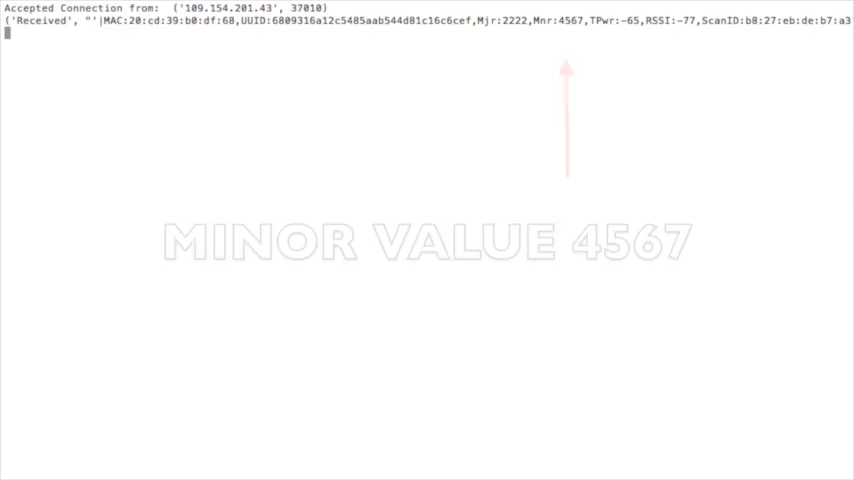 Accepted Connection from:  ('109.154.201.43', 37010)
('Received', "'|MAC:20:cd:39:b0:df:68,UUID:6809316a12c5485aab544d81c16c6cef,Mjr:2222,Mnr:4567,TPwr:-65,RSSI:-77,ScanID:b8:27:eb:de:b7:a3
MINOR VALUE 4567